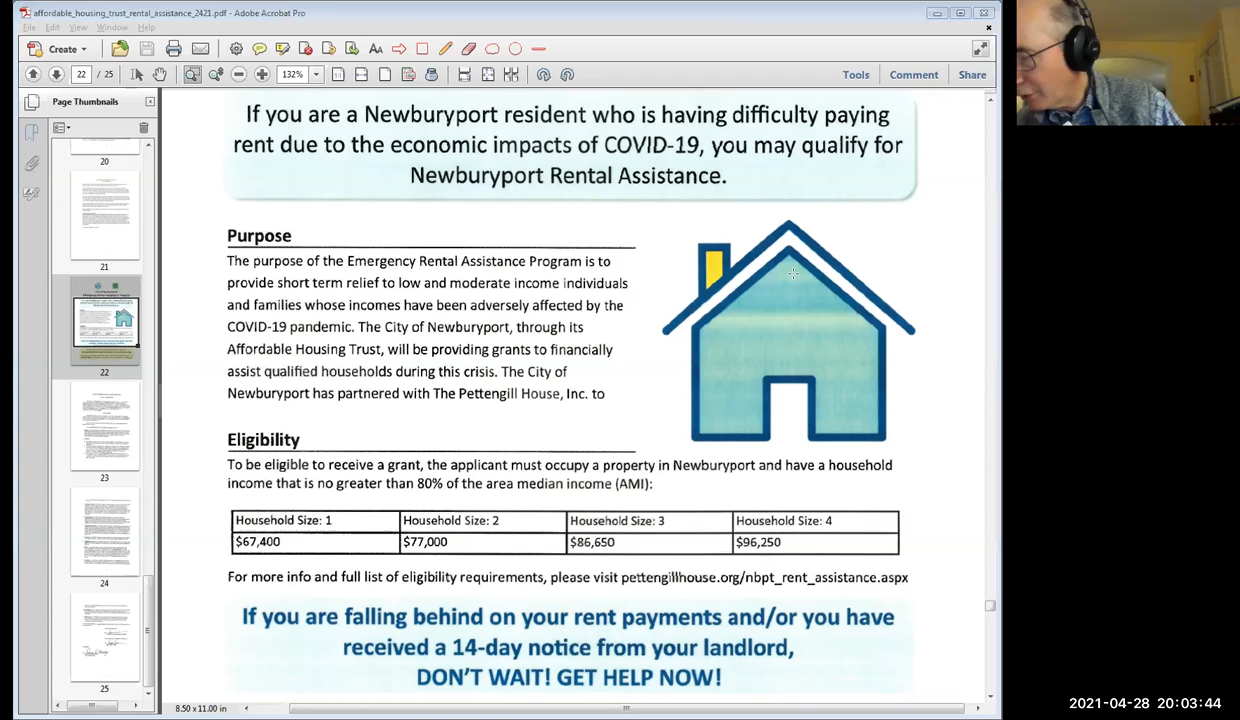 affordable_housing_trust_rental_assistance_2421.pdf - Adobe Acrobat Pro
File Edit View Window Help
Create
22 / 25
132%
Tools Comment Share
Page Thumbnails
20
21
22
23
24
25
If you are a Newburyport resident who is having difficulty paying
rent due to the economic impacts of COVID-19, you may qualify for
Newburyport Rental Assistance.
Purpose
The purpose of the Emergency Rental Assistance Program is to
provide short term relief to low and moderate income individuals
and families whose incomes have been adversely affected by the
COVID-19 pandemic. The City of Newburyport, through its
Affordable Housing Trust, will be providing grants to financially
assist qualified households during this crisis. The City of
Newburyport has partnered with The Pettengill House, Inc. to
Eligibility
To be eligible to receive a grant, the applicant must occupy a property in Newburyport and have a household
income that is no greater than 80% of the area median income (AMI):
Household Size: 1 Household Size: 2 Household Size: 3 Household Size: 4
$67,400 $77,000 $86,650 $96,250
For more info and full list of eligibility requirements, please visit pettengillhouse.org/nbpt_rent_assistance.aspx
If you are falling behind on your rent payments and/or you have
received a 14-day notice from your landlord,
DON'T WAIT! GET HELP NOW!
8.50 x 11.00 in
2021-04-28 20:03:44